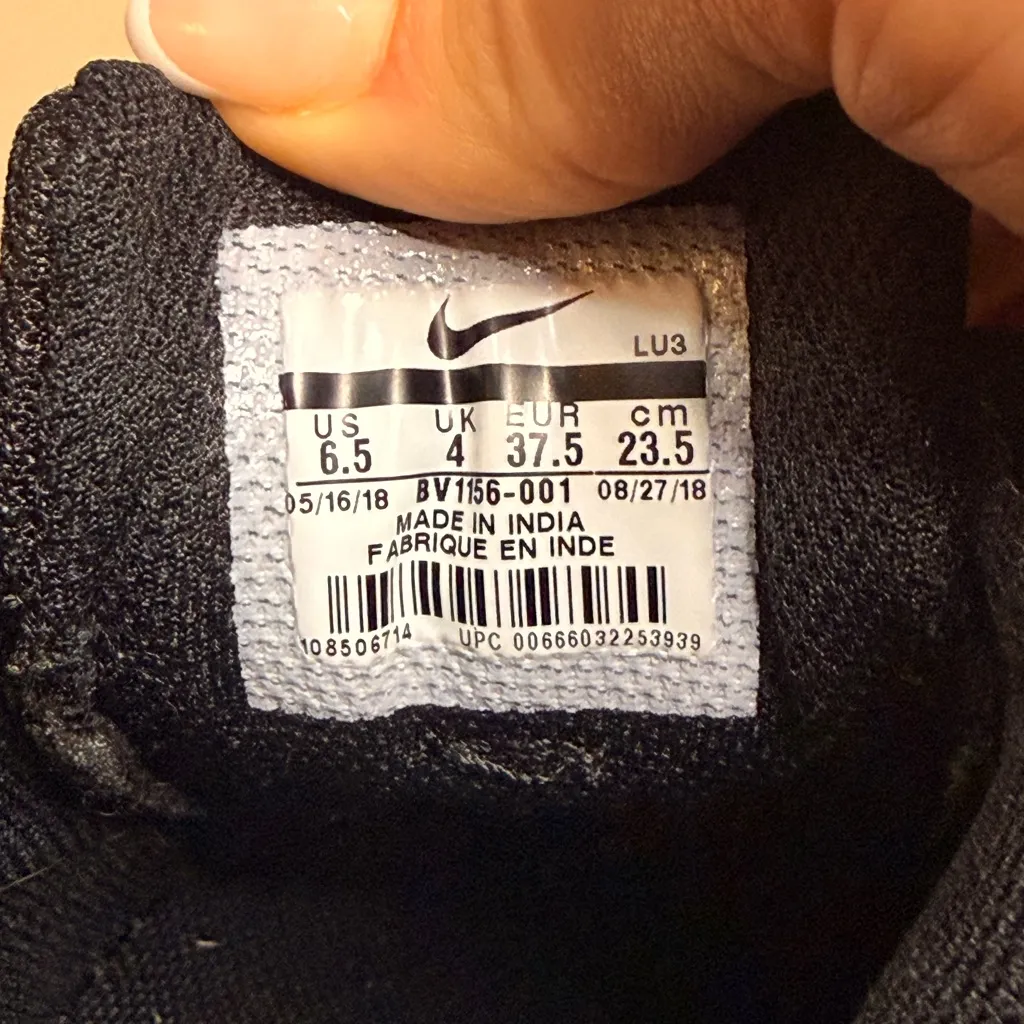 LU3
US UK EUR cm
6.5 4 37.5 23.5
05/16/18 BV1156-001 08/27/18
MADE IN INDIA
FABRIQUE EN INDE
108506714 UPC 00666032253939